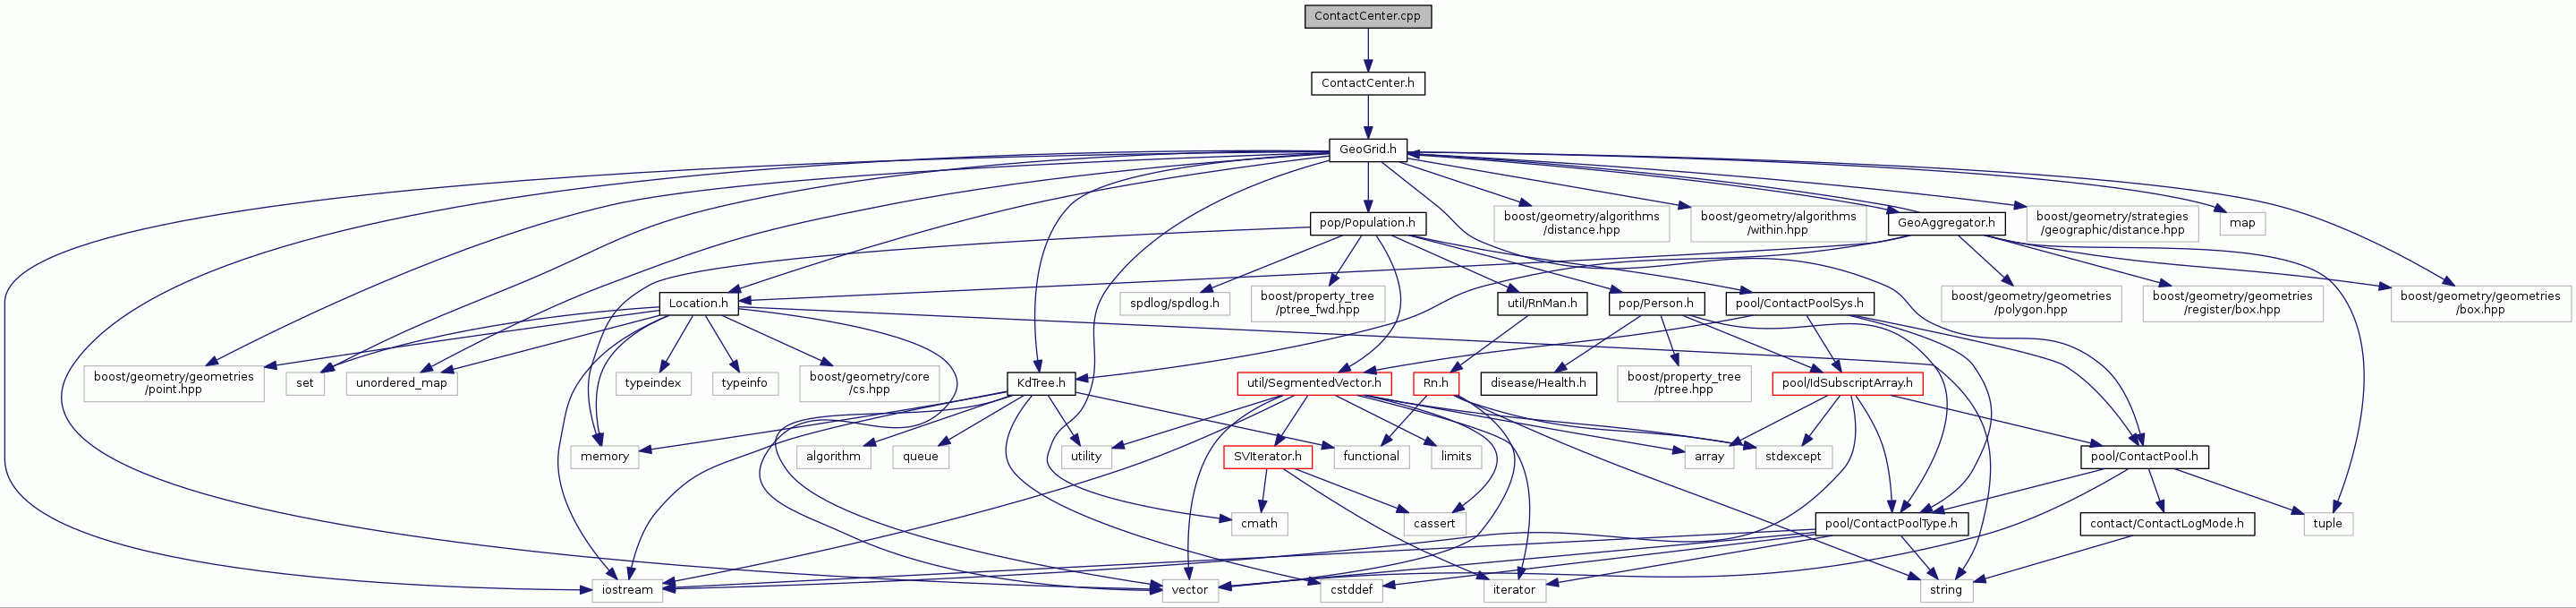 ContactCenter.cpp
ContactCenter.h
GeoGrid.h
pop/Population.h
boost/geometry/algorithms
/distance.hpp
boost/geometry/algorithms
/within.hpp
GeoAggregator.h
boost/geometry/strategies
/geographic/distance.hpp
map
Location.h
spdlog/spdlog.h
boost/property_tree
/ptree_fwd.hpp
util/RnMan.h
pop/Person.h
pool/ContactPoolSys.h
boost/geometry/geometries
/polygon.hpp
boost/geometry/geometries
/register/box.hpp
boost/geometry/geometries
/box.hpp
boost/geometry/geometries
/point.hpp
set
unordered_map
typeindex
typeinfo
boost/geometry/core
/cs.hpp
KdTree.h
util/SegmentedVector.h
Rn.h
disease/Health.h
boost/property_tree
/ptree.hpp
pool/IdSubscriptArray.h
memory
algorithm
queue
utility
SVIterator.h
functional
limits
array
stdexcept
pool/ContactPool.h
cmath
cassert
pool/ContactPoolType.h
contact/ContactLogMode.h
tuple
iostream
vector
cstddef
iterator
string